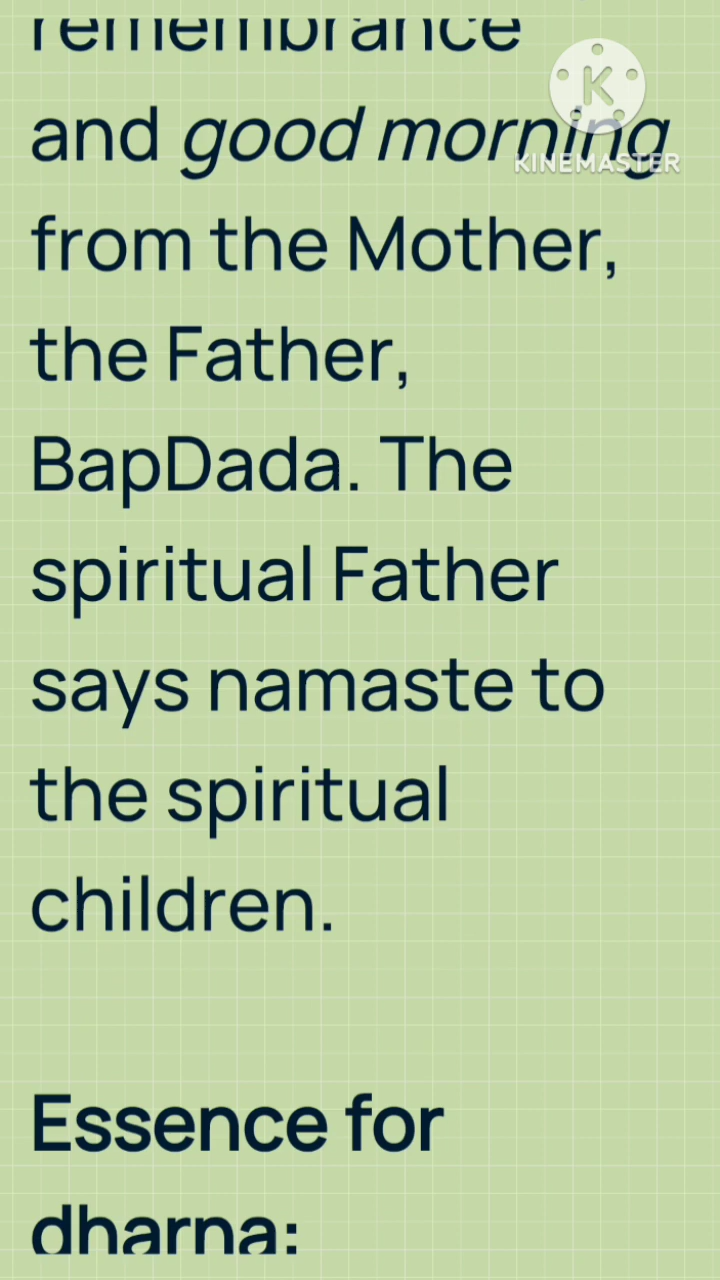 remembrance
and good morning
from the Mother,
the Father,
BapDada. The
spiritual Father
says namaste to
the spiritual
children.
Essence for
dharna:
K
KINEMASTER